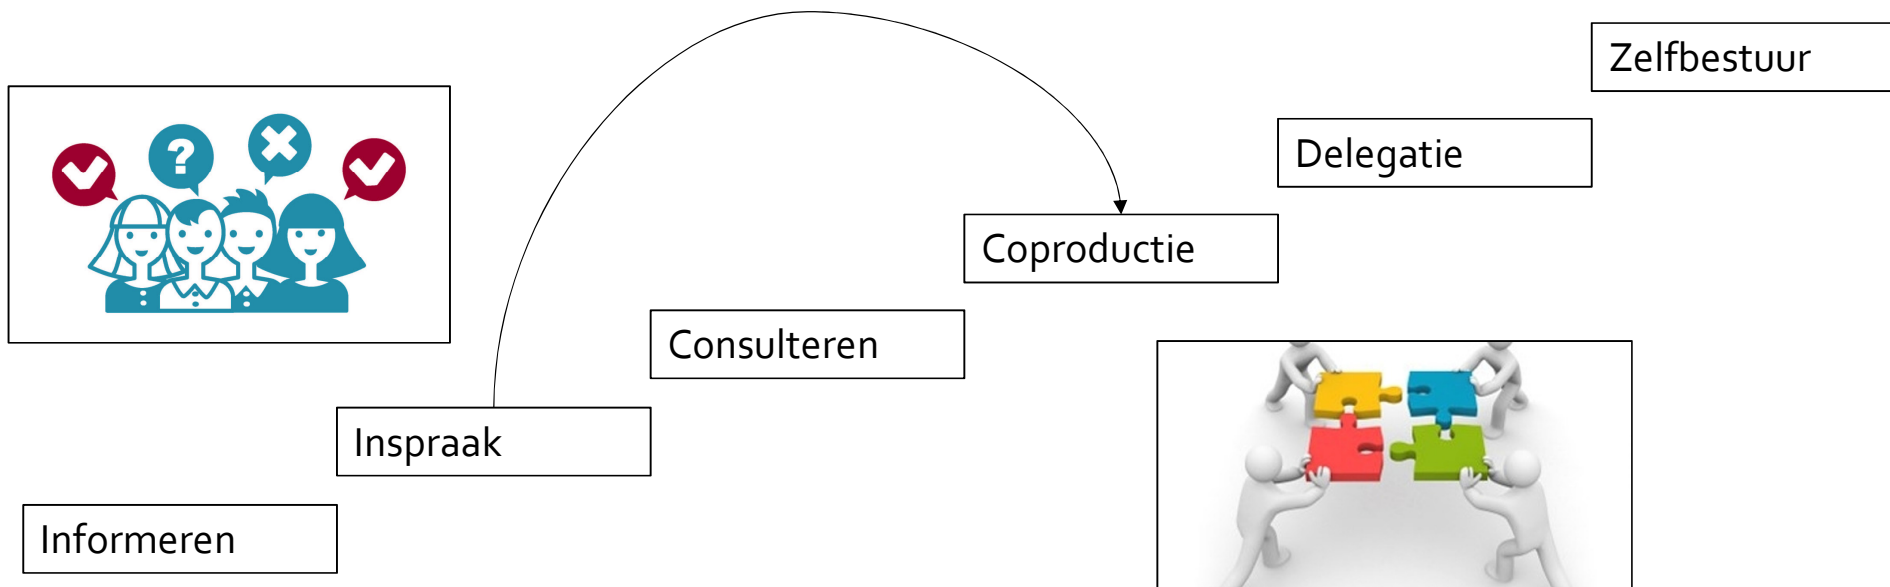 Zelfbestuur
Delegatie
Coproductie
Consulteren
Inspraak
Informeren
?